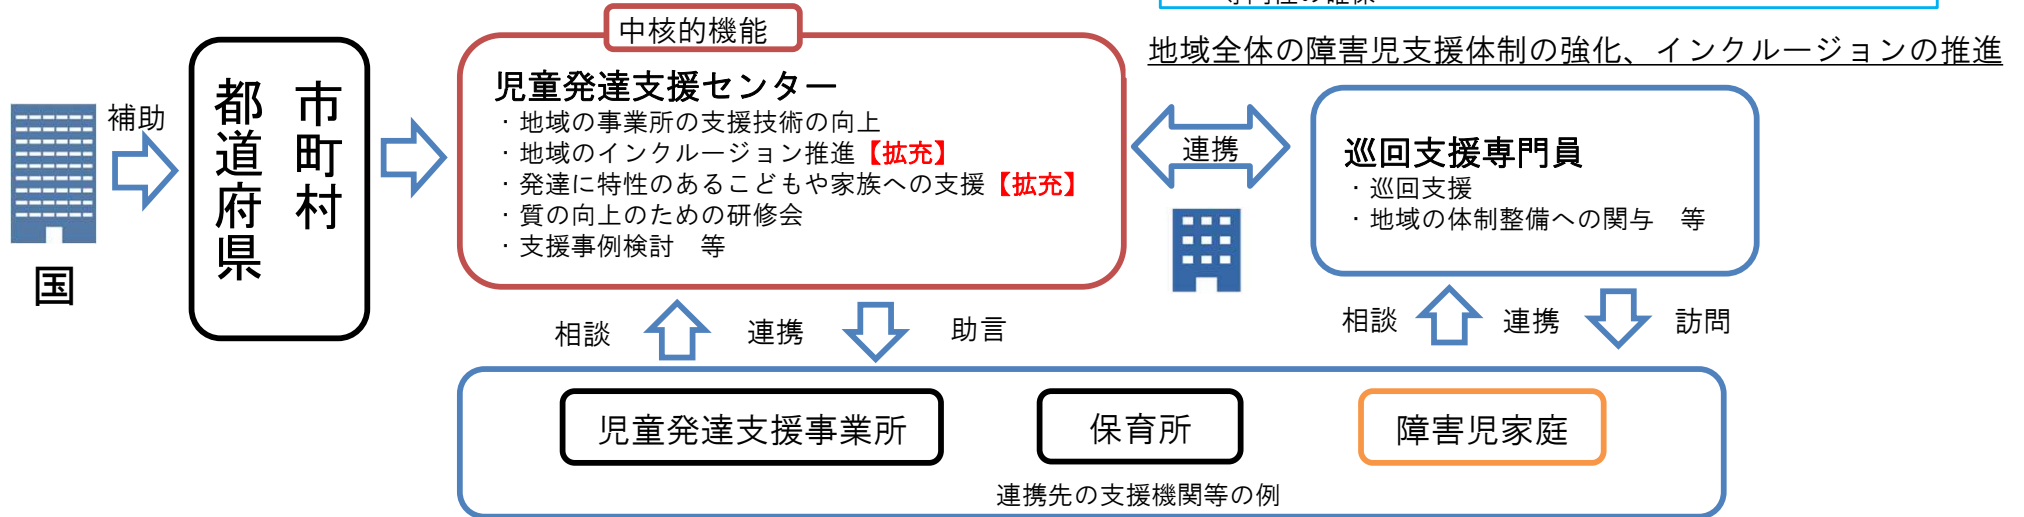 中核的機能
地域全体の障害児支援体制の強化、インクルージョンの推進
国
補助
都道府県
市町村
児童発達支援センター
・地域の事業所の支援技術の向上
・地域のインクルージョン推進【拡充】
・発達に特性のあるこどもや家族への支援【拡充】
・質の向上のための研修会
・支援事例検討　等
連携
巡回支援専門員
・巡回支援
・地域の体制整備への関与　等
相談
連携
助言
相談
連携
訪問
児童発達支援事業所
保育所
障害児家庭
連携先の支援機関等の例